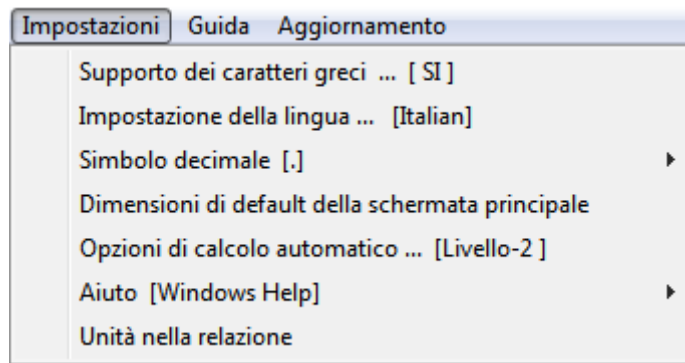 Impostazioni Guida Aggiornamento
Supporto dei caratteri greci ... [ SI ]
Impostazione della lingua ... [Italian]
Simbolo decimale [.]
Dimensioni di default della schermata principale
Opzioni di calcolo automatico ... [Livello-2 ]
Aiuto [Windows Help]
Unità nella relazione